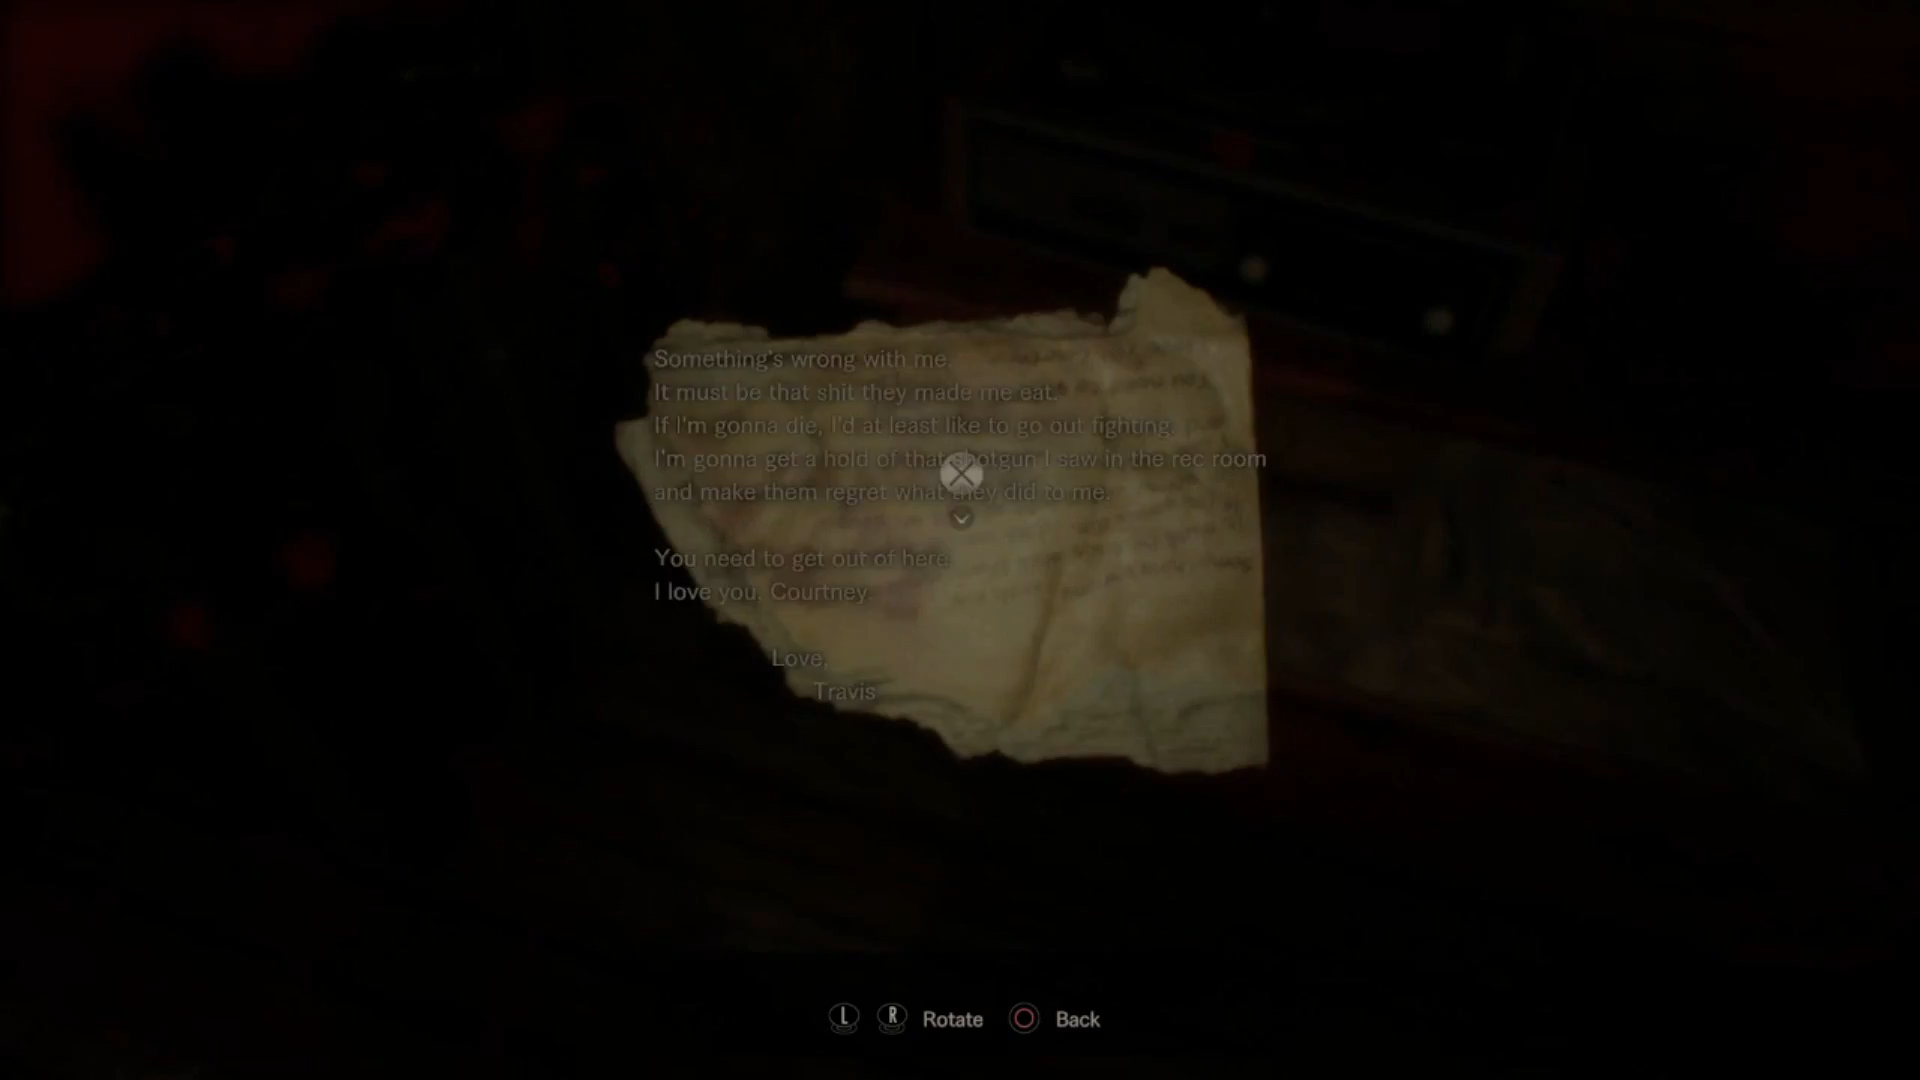 Something's wrong with me.
It must be that shit they made me eat.
If I'm gonna die, I'd at least like to go out fighting.
I'm gonna get a hold of that shotgun I saw in the rec room
and make them regret what they did to me.
You need to get out of here.
I love you, Courtney.
Love,
Travis
L R Rotate Back